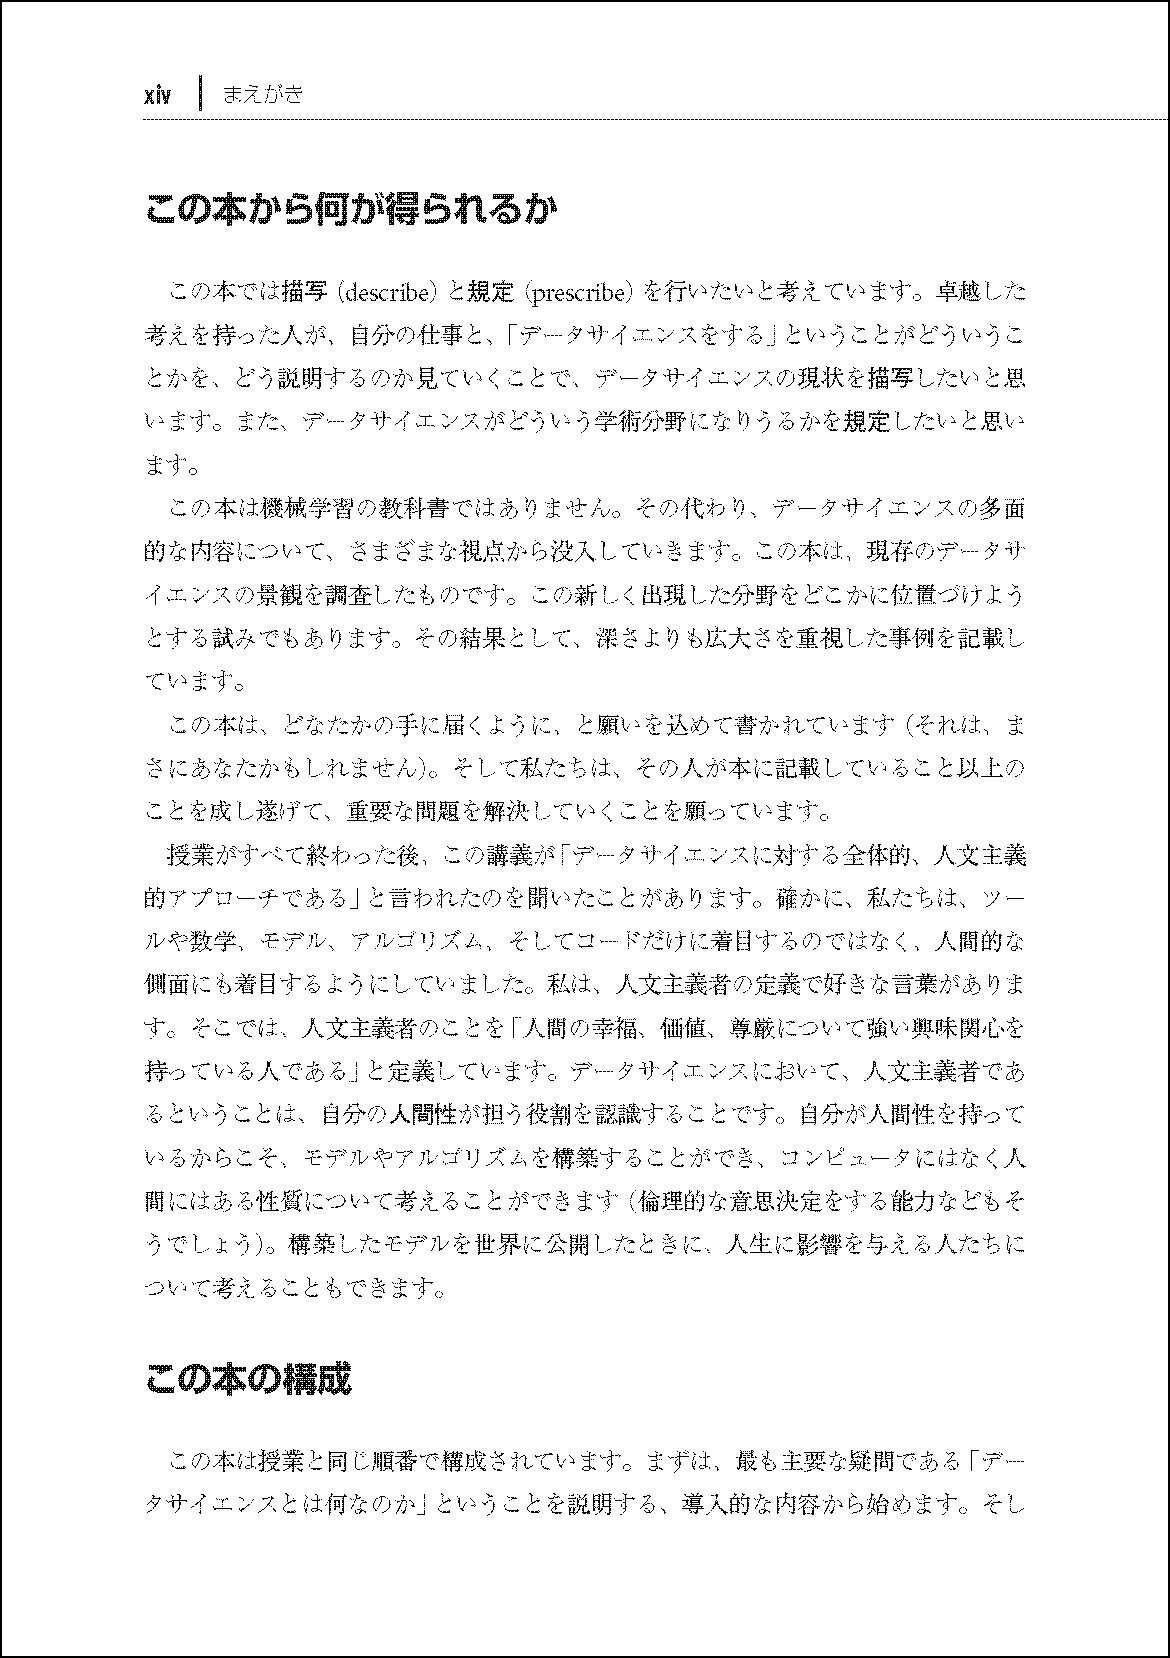 xiv まえがき
この本から何が得られるか
この本では描写(describe)と規定(prescribe)を行いたいと考えています。卓越した
考えを持った人が、自分の仕事と、「データサイエンスをする」ということがどういうこ
とかを、どう説明するのか見ていくことで、データサイエンスの現状を描写したいと思
います。また、データサイエンスがどういう学術分野になりうるかを規定したいと思い
ます。
この本は機械学習の教科書ではありません。その代わり、データサイエンスの多面
的な内容について、さまざまな視点から没入していきます。この本は、現存のデータサ
イエンスの景観を調査したものです。この新しく出現した分野をどこかに位置づけよう
とする試みでもあります。その結果として、深さよりも広大さを重視した事例を記載し
ています。
この本は、どなたかの手に届くように、と願いを込めて書かれています(それは、ま
さにあなたかもしれません)。そして私たちは、その人が本に記載していること以上の
ことを成し遂げて、重要な問題を解決していくことを願っています。
授業がすべて終わった後、この講義が「データサイエンスに対する全体的、人文主義
的アプローチである」と言われたのを聞いたことがあります。確かに、私たちは、ツー
ルや数学、モデル、アルゴリズム、そしてコードだけに着目するのではなく、人間的な
側面にも着目するようにしていました。私は、人文主義者の定義で好きな言葉がありま
す。そこでは、人文主義者のことを「人間の幸福、価値、尊厳について強い興味関心を
持っている人である」と定義しています。データサイエンスにおいて、人文主義者であ
るということは、自分の人間性が担う役割を認識することです。自分が人間性を持って
いるからこそ、モデルやアルゴリズムを構築することができ、コンピュータにはなく人
間にはある性質について考えることができます(倫理的な意思決定をする能力などもそ
うでしょう)。構築したモデルを世界に公開したときに、人生に影響を与える人たちに
ついて考えることもできます。
この本の構成
この本は授業と同じ順番で構成されています。まずは、最も主要な疑問である「デー
タサイエンスとは何なのか」ということを説明する、導入的な内容から始めます。そし